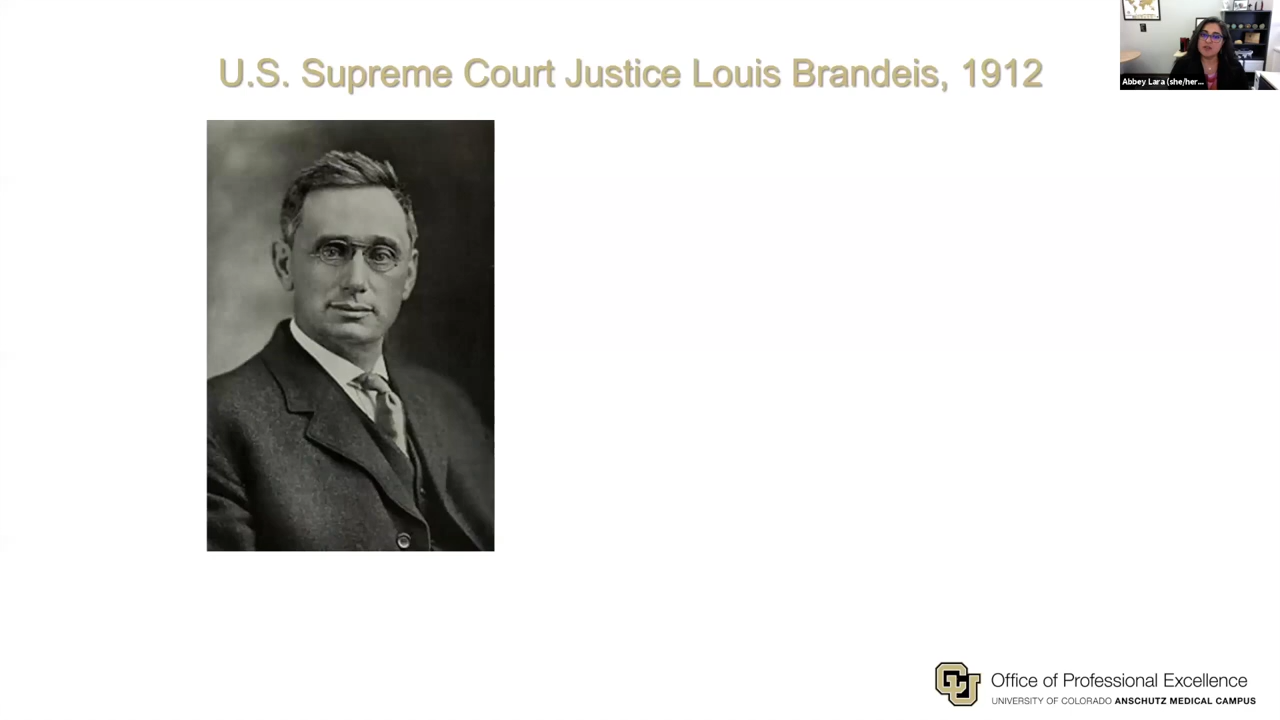 U.S. Supreme Court Justice Louis Brandeis, 1912
Abbey Lara (she/her...
CU
Office of Professional Excellence
UNIVERSITY OF COLORADO ANSCHUTZ MEDICAL CAMPUS